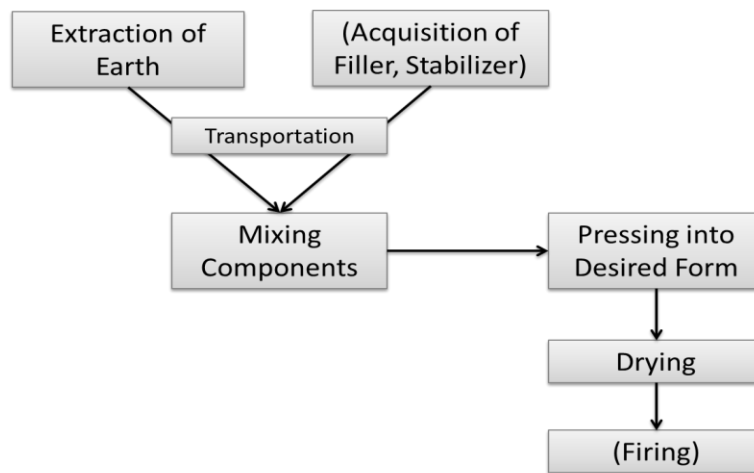 Extraction of
Earth
(Acquisition of
Filler, Stabilizer)
Transportation
Mixing
Components
Pressing into
Desired Form
Drying
(Firing)